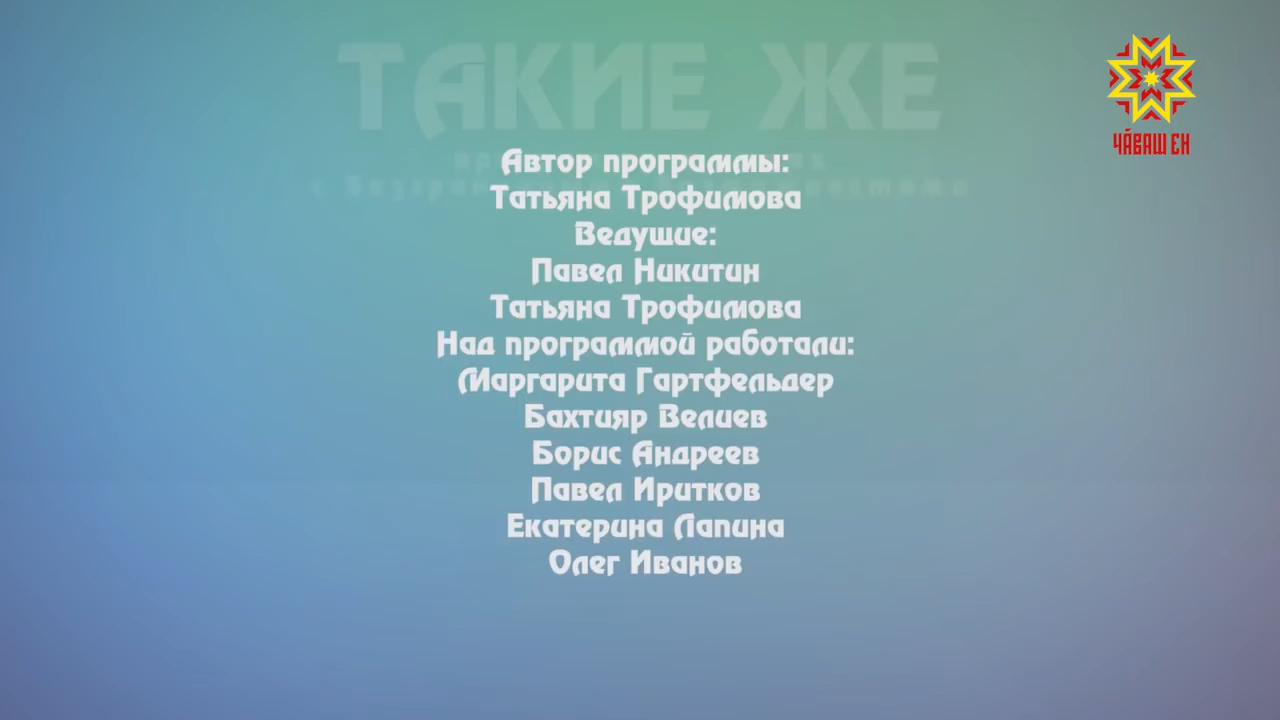 ТАКИЕ ЖЕ
ЧӐВАШ ЕН
Автор программы:
Татьяна Трофимова
Ведущие:
Павел Никитин
Татьяна Трофимова
Над программой работали:
Маргарита Гартфельдер
Бахтияр Велиев
Борис Андреев
Павел Иритков
Екатерина Лапина
Олег Иванов